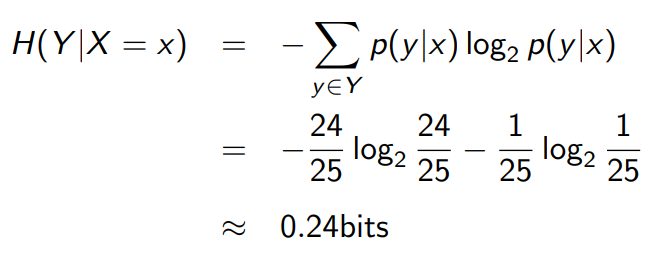 H(Y|X = x) = − ∑_{y∈Y} p(y|x) log₂ p(y|x)
= − 24/25 log₂ 24/25 − 1/25 log₂ 1/25
≈ 0.24bits